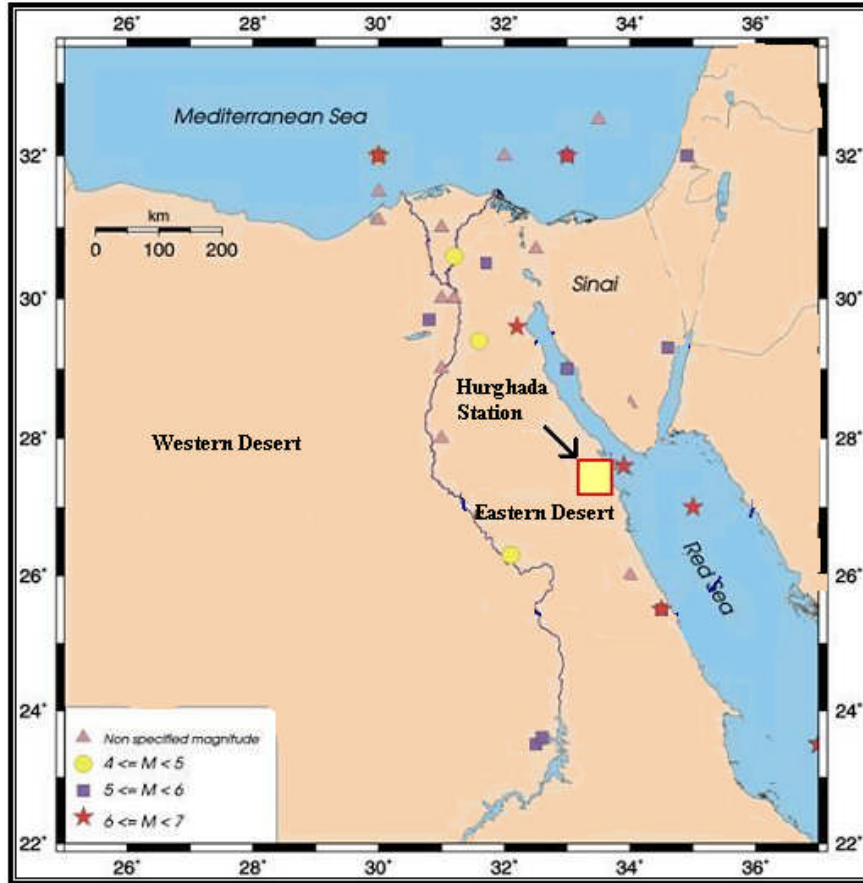 26° 28° 30° 32° 34° 36°
Mediterranean Sea
32° 32°
km
0 100 200
30° 30°
Sinai
Hurghada
Station
28° 28°
Western Desert
Eastern Desert
Red Sea
26° 26°
24° 24°
Non specified magnitude
4 <= M < 5
5 <= M < 6
6 <= M < 7
22° 22°
26° 28° 30° 32° 34° 36°